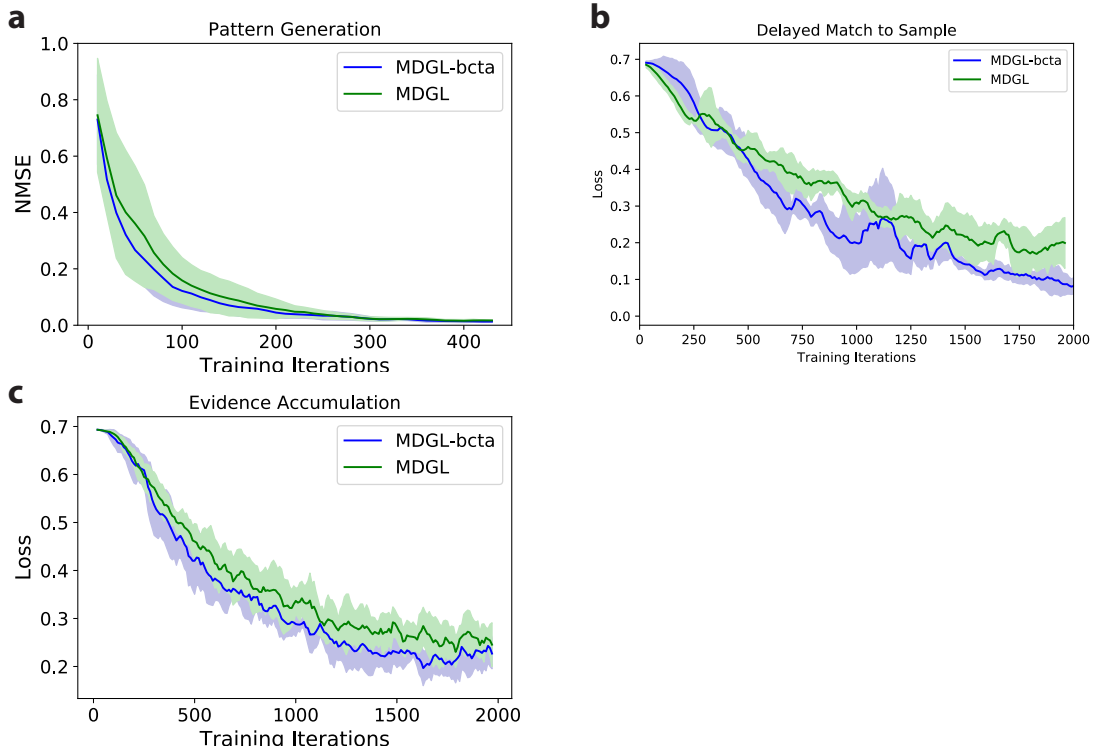 a
Pattern Generation
1.0
0.8
0.6
0.4
0.2
0.0
NMSE
MDGL-bcta
MDGL
0
100
200
300
400
Training Iterations
b
Delayed Match to Sample
0.7
0.6
0.5
0.4
0.3
0.2
0.1
0.0
Loss
MDGL-bcta
MDGL
0
250
500
750
1000
1250
1500
1750
2000
Training Iterations
c
Evidence Accumulation
0.7
0.6
0.5
0.4
0.3
0.2
Loss
MDGL-bcta
MDGL
0
500
1000
1500
2000
Training Iterations